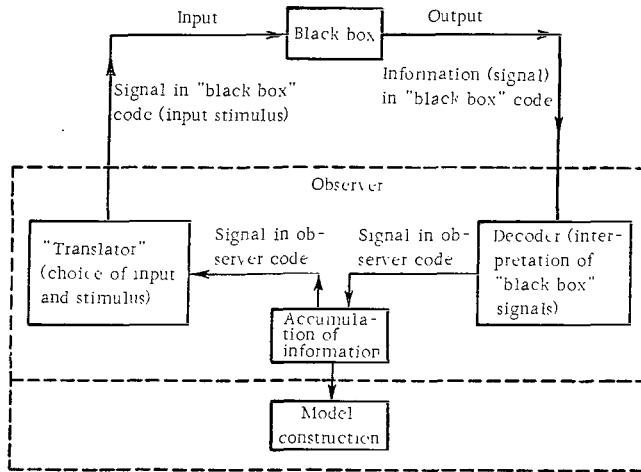 Input
Black box
Output
Signal in "black box"
code (input stimulus)
Information (signal)
in "black box" code
Observer
"Translator"
(choice of input
and stimulus)
Signal in ob-
server code
Signal in ob-
server code
Decoder (inter-
pretation of
"black box"
signals)
Accumula-
tion of
information
Model
construction